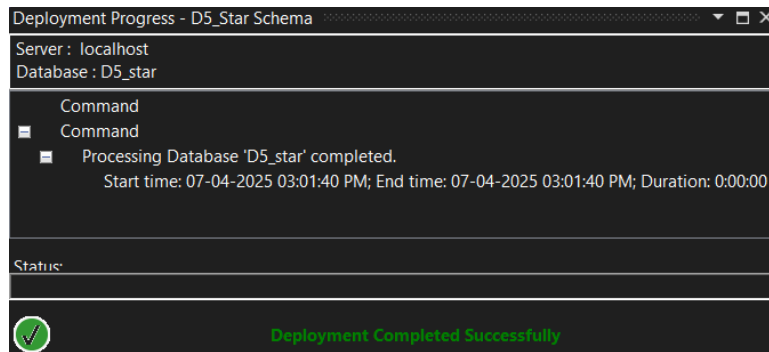 Deployment Progress - D5_Star Schema
Server : localhost
Database : D5_star
Command
Command
Processing Database 'D5_star' completed.
Start time: 07-04-2025 03:01:40 PM; End time: 07-04-2025 03:01:40 PM; Duration: 0:00:00
Status:
Deployment Completed Successfully